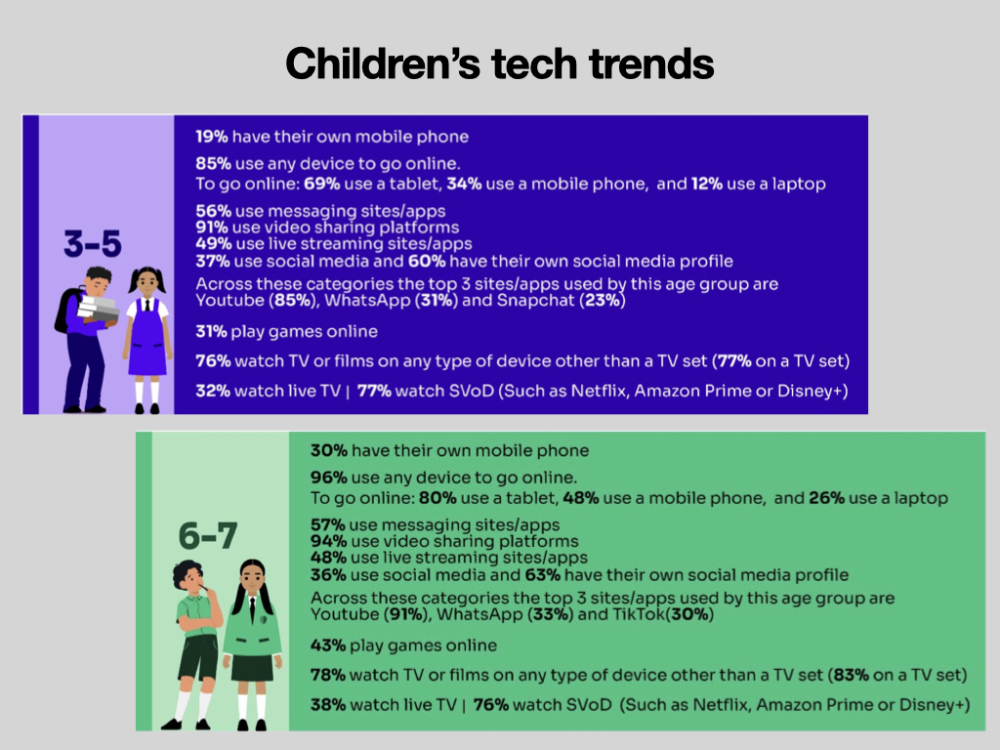 Children's tech trends
19% have their own mobile phone
85% use any device to go online.
To go online: 69% use a tablet, 34% use a mobile phone, and 12% use a laptop
56% use messaging sites/apps
91% use video sharing platforms
49% use live streaming sites/apps
37% use social media and 60% have their own social media profile
Across these categories the top 3 sites/apps used by this age group are
Youtube (85%), WhatsApp (31%) and Snapchat (23%)
31% play games online
76% watch TV or films on any type of device other than a TV set (77% on a TV set)
32% watch live TV | 77% watch SVoD (Such as Netflix, Amazon Prime or Disney+)
3-5
30% have their own mobile phone
96% use any device to go online.
To go online: 80% use a tablet, 48% use a mobile phone, and 26% use a laptop
57% use messaging sites/apps
94% use video sharing platforms
48% use live streaming sites/apps
36% use social media and 63% have their own social media profile
Across these categories the top 3 sites/apps used by this age group are
Youtube (91%), WhatsApp (33%) and TikTok(30%)
43% play games online
78% watch TV or films on any type of device other than a TV set (83% on a TV set)
38% watch live TV | 76% watch SVoD (Such as Netflix, Amazon Prime or Disney+)
6-7